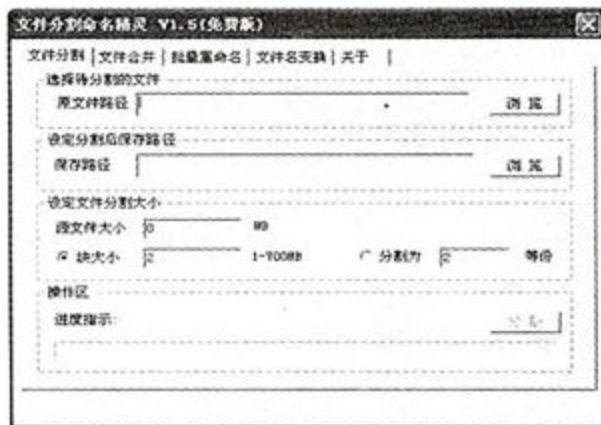 文件分割命名精灵 V1.5(免费版)
文件分割 文件合并 批量重命名 文件名变换 关于
选择待分割的文件
原文件路径 浏览
设定分割后保存路径
保存路径 浏览
设定文件分割大小
源文件大小 0 MB
块大小 2 1-700MB 分割为 2 等份
操作区
进度指示: